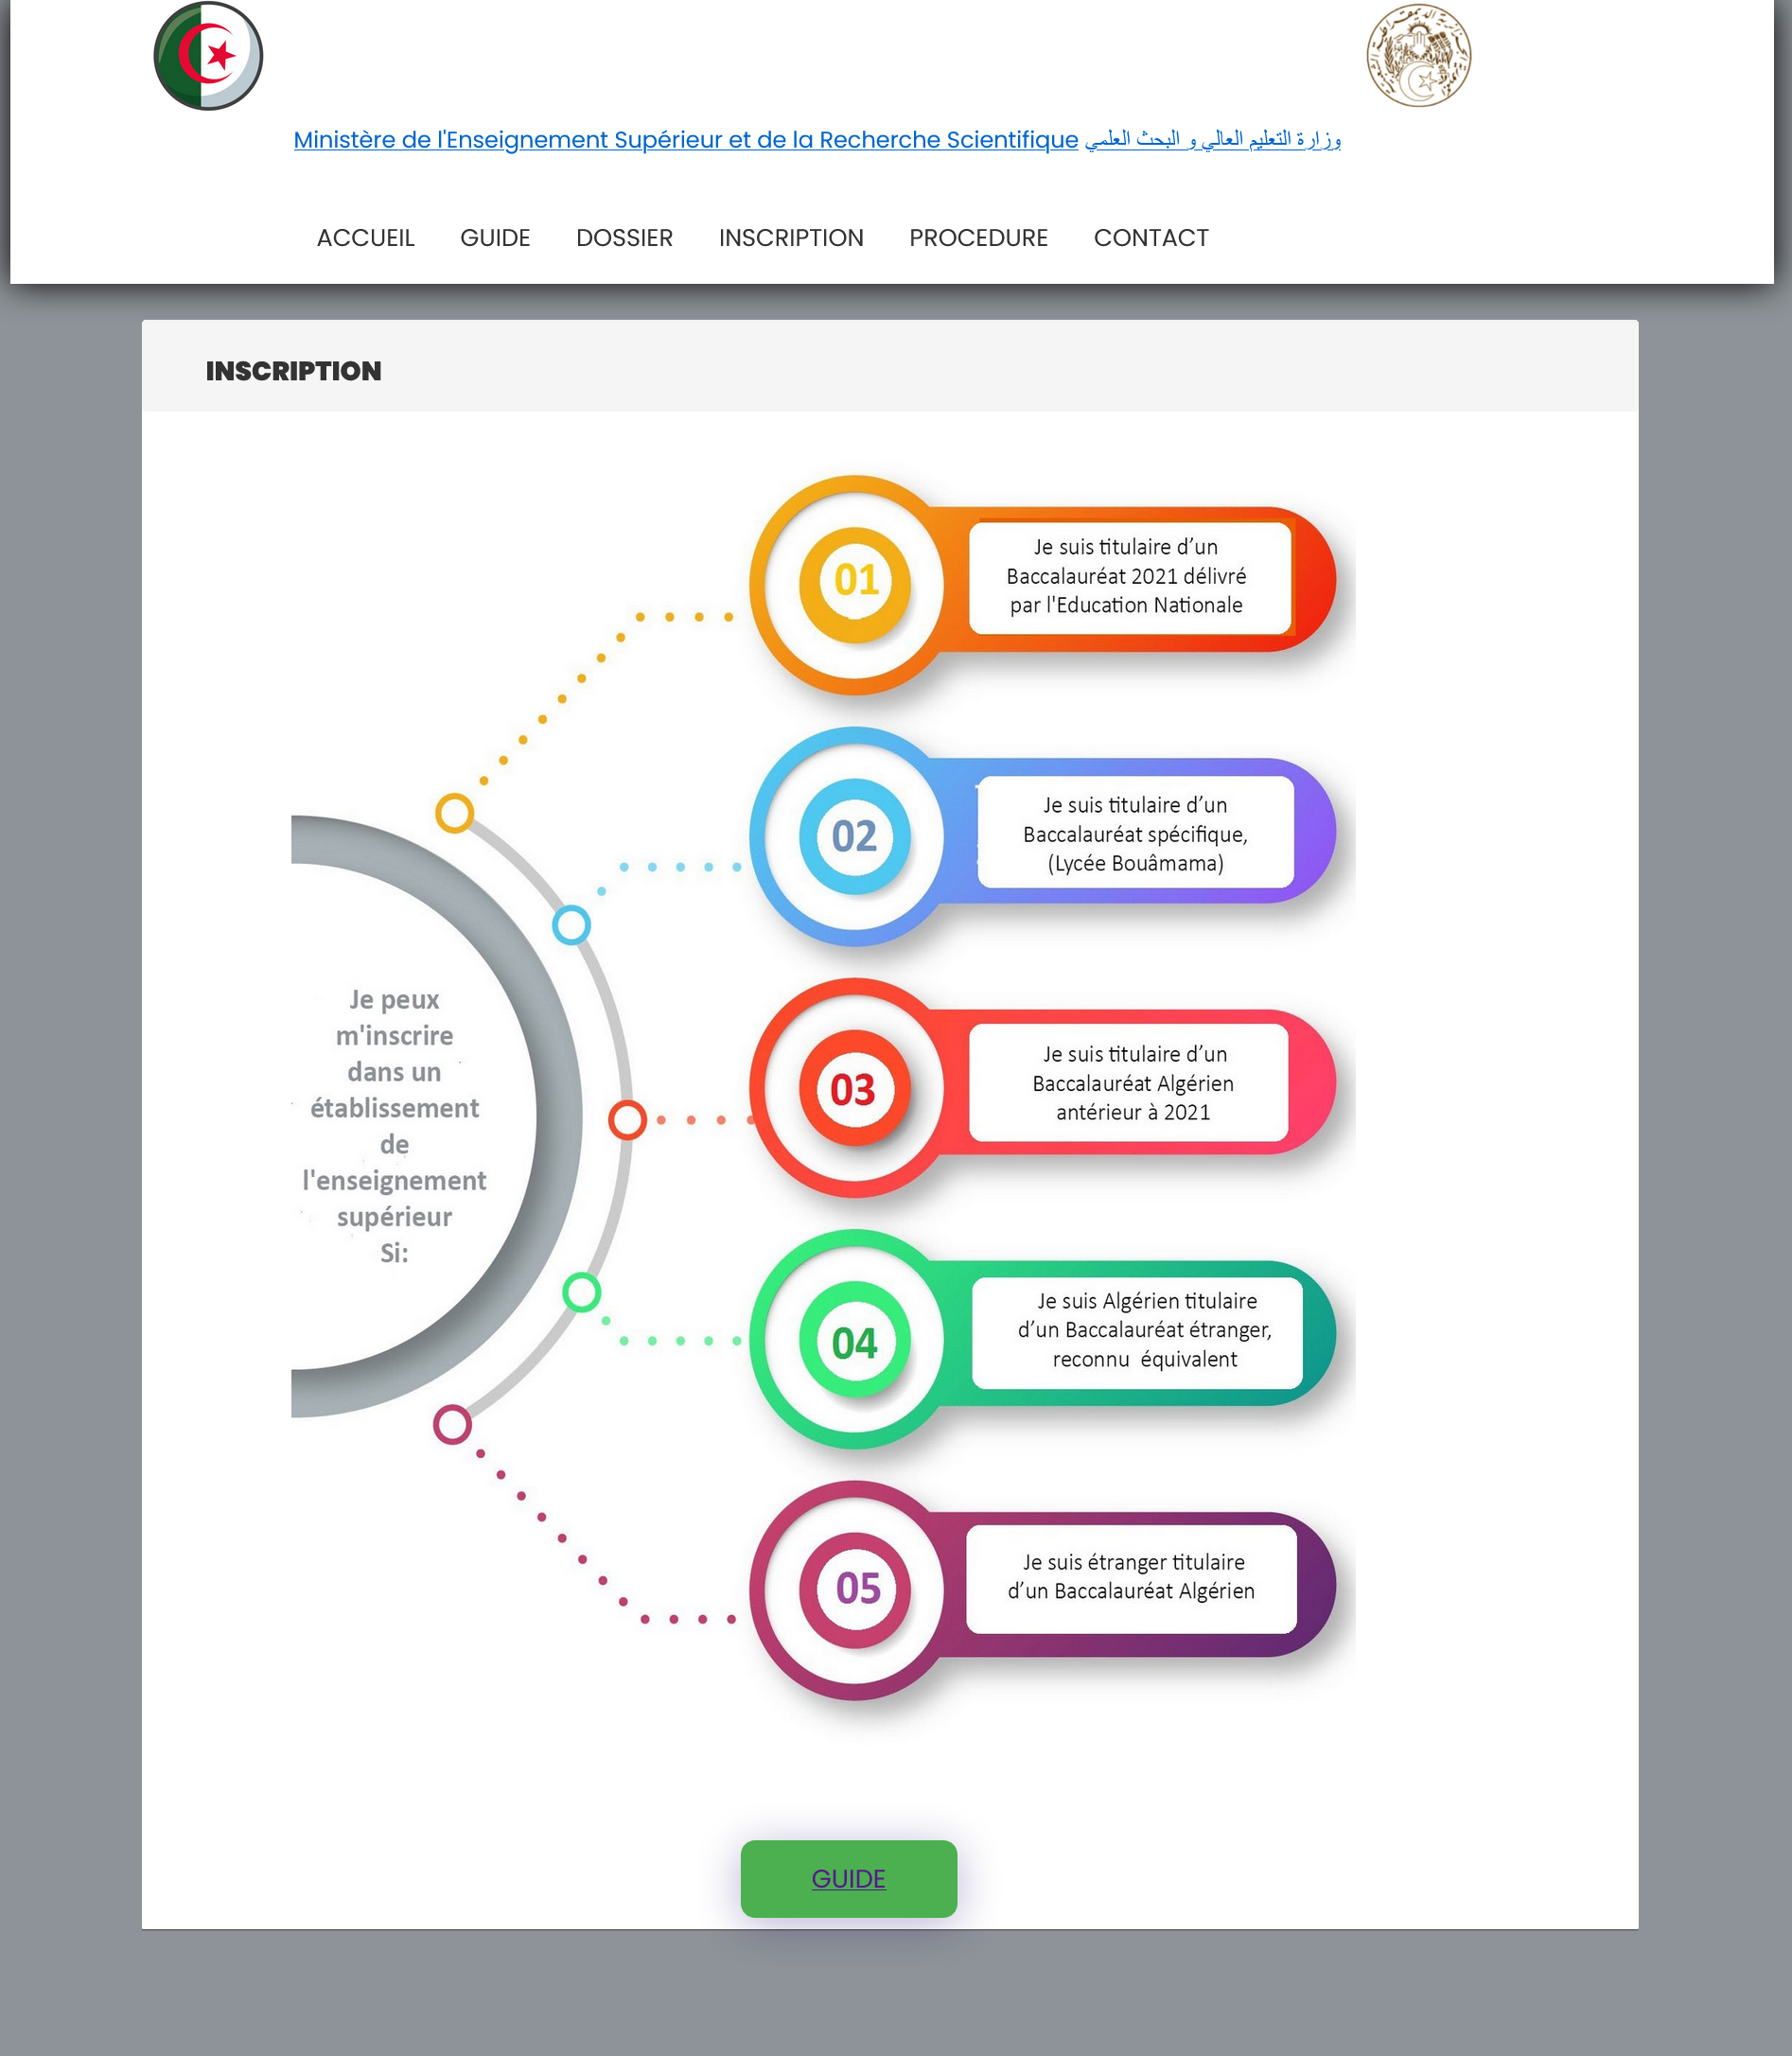 Ministère de l'Enseignement Supérieur et de la Recherche Scientifique وزارة التعليم العالي و البحث العلمي
ACCUEIL GUIDE DOSSIER INSCRIPTION PROCEDURE CONTACT
INSCRIPTION
Je peux
m'inscrire
dans un
établissement
de
l'enseignement
supérieur
Si:
01
Je suis titulaire d’un
Baccalauréat 2021 délivré
par l'Education Nationale
02
Je suis titulaire d’un
Baccalauréat spécifique,
(Lycée Bouâmama)
03
Je suis titulaire d’un
Baccalauréat Algérien
antérieur à 2021
04
Je suis Algérien titulaire
d’un Baccalauréat étranger,
reconnu équivalent
05
Je suis étranger titulaire
d’un Baccalauréat Algérien
GUIDE